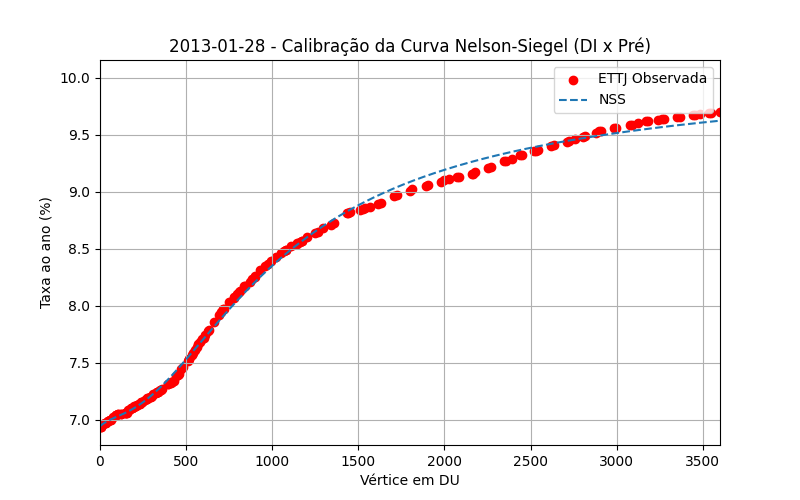 2013-01-28 - Calibração da Curva Nelson-Siegel (DI x Pré)
ETTJ Observada
NSS
Taxa ao ano (%)
10.0
9.5
9.0
8.5
8.0
7.5
7.0
0 500 1000 1500 2000 2500 3000 3500
Vértice em DU